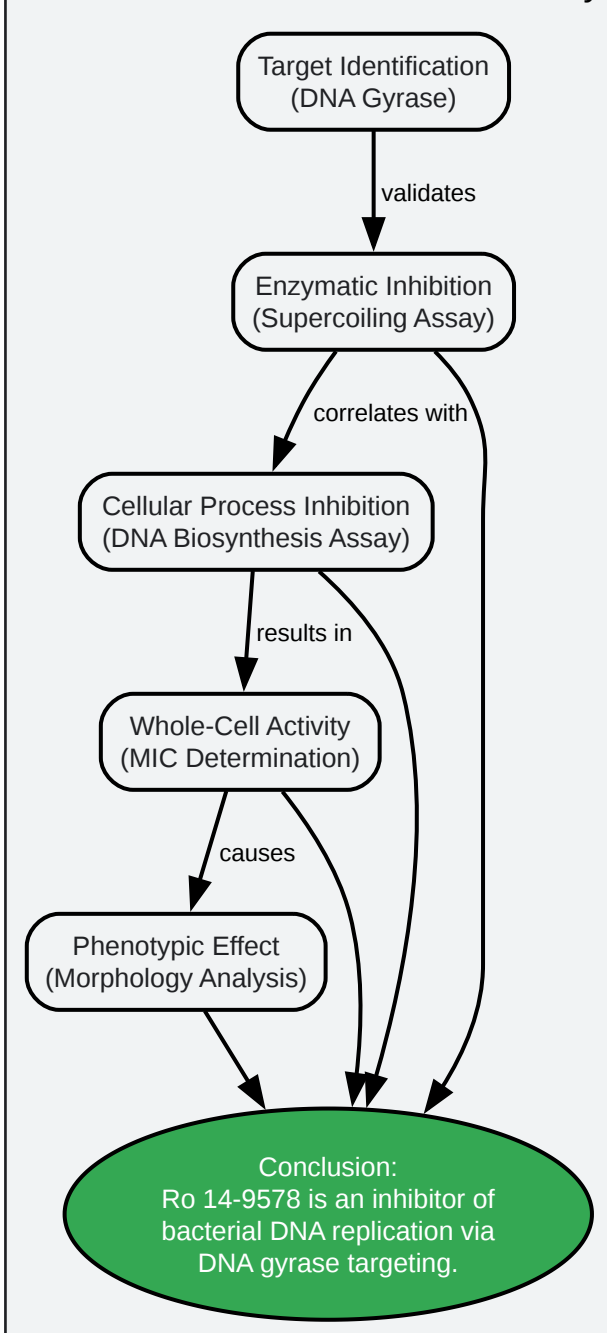 Target Identification
(DNA Gyrase)
validates
Enzymatic Inhibition
(Supercoiling Assay)
correlates with
Cellular Process Inhibition
(DNA Biosynthesis Assay)
results in
Whole-Cell Activity
(MIC Determination)
causes
Phenotypic Effect
(Morphology Analysis)
Conclusion:
Ro 14-9578 is an inhibitor of
bacterial DNA replication via
DNA gyrase targeting.